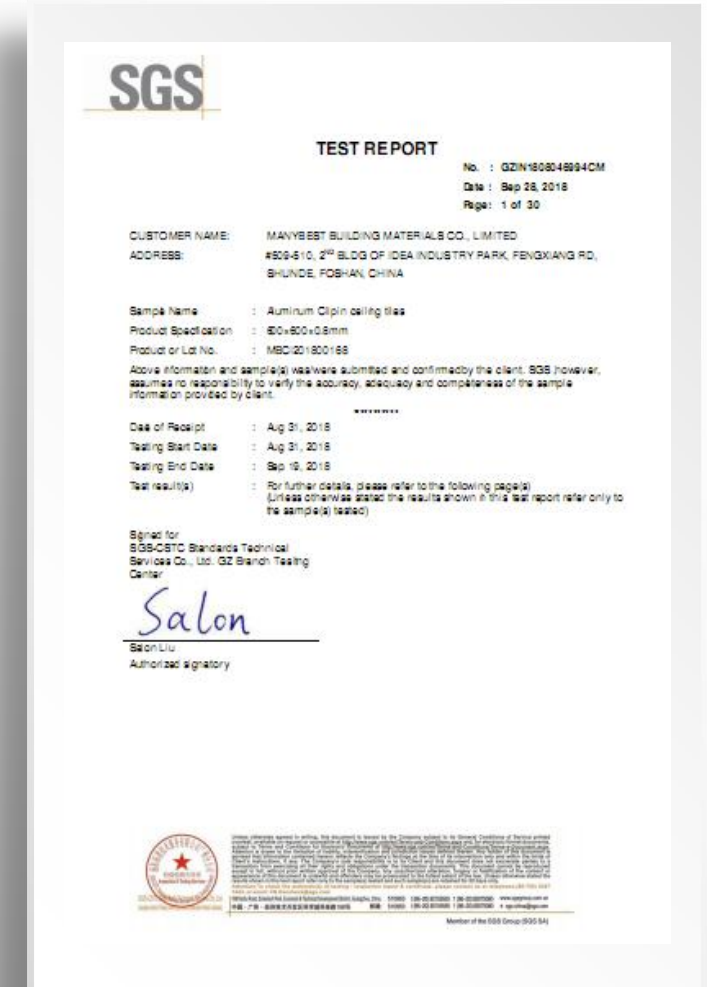 SGS
TEST REPORT
No. : GZIN1808046994CM
Date : Sep 28, 2018
Page: 1 of 30
CUSTOMER NAME: MANYBEST BUILDING MATERIALS CO., LIMITED
ADDRESS: #509-510, 2ND BLDG OF IDEA INDUSTRY PARK, FENGXIANG RD,
SHUNDE, FOSHAN, CHINA
Sample Name : Aluminum Clipin ceiling tiles
Product Specification : 600×600×0.8mm
Product or Lot No. : MBC201800168
Above information and sample(s) was/were submitted and confirmed by the client. SGS however,
assumes no responsibility to verify the accuracy, adequacy and completeness of the sample
information provided by client.
**********
Date of Receipt : Aug 31, 2018
Testing Start Date : Aug 31, 2018
Testing End Date : Sep 19, 2018
Test result(s) : For further details, please refer to the following page(s)
(Unless otherwise stated the results shown in this test report refer only to
the sample(s) tested)
Signed for
SGS-CSTC Standards Technical
Services Co., Ltd. GZ Branch Testing
Center
Salon
Salon Liu
Authorized signatory
Member of the SGS Group (SGS SA)